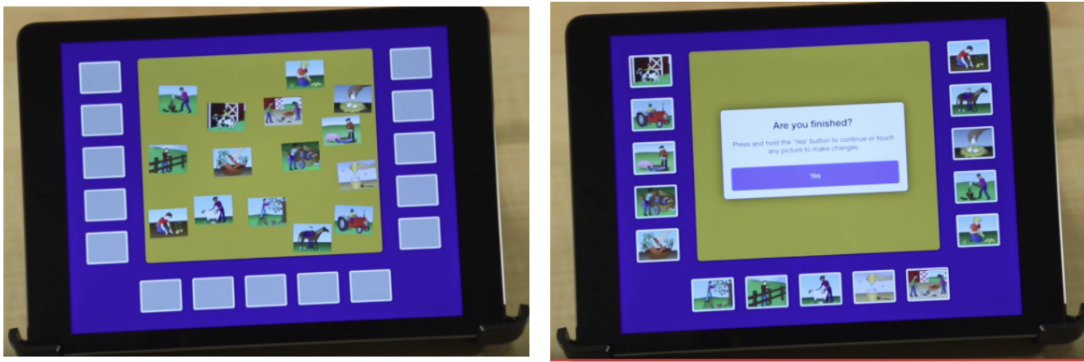 Are you finished?
Press and hold the 'Yes' button to continue or touch
any picture to make changes.
Yes